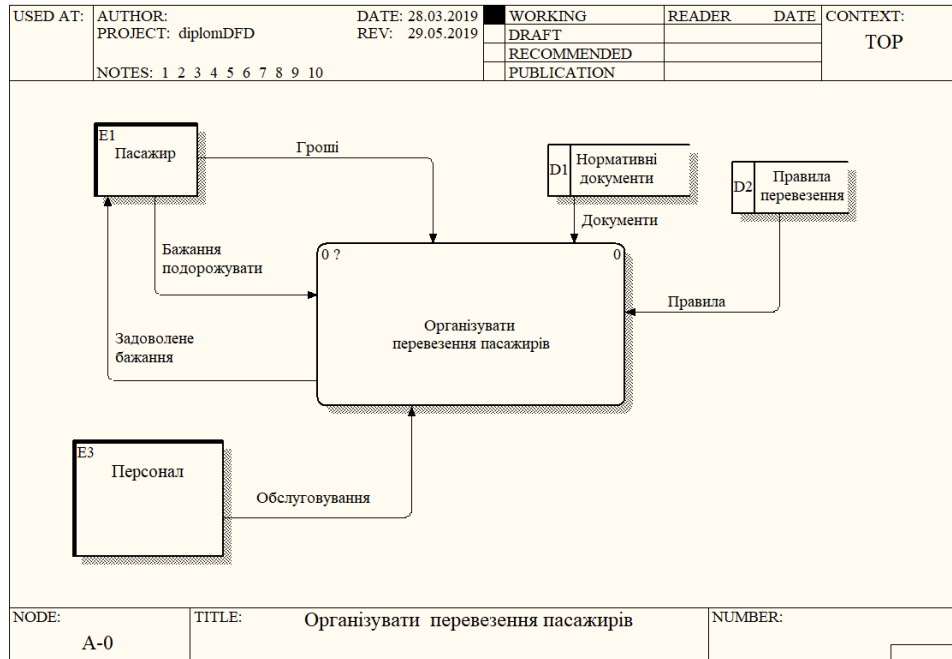 USED AT: AUTHOR: DATE: 28.03.2019 WORKING READER DATE CONTEXT:
PROJECT: diplomDFD REV: 29.05.2019 DRAFT
TOP
RECOMMENDED
NOTES: 1 2 3 4 5 6 7 8 9 10 PUBLICATION
E1
Пасажир
Гроші
D1
Нормативні
документи
D2
Правила
перевезення
Документи
Бажання
подорожувати
0 ?
0
Правила
Організувати
перевезення пасажирів
Задоволене
бажання
E3
Персонал
Обслуговування
NODE: TITLE: Організувати перевезення пасажирів NUMBER:
A-0